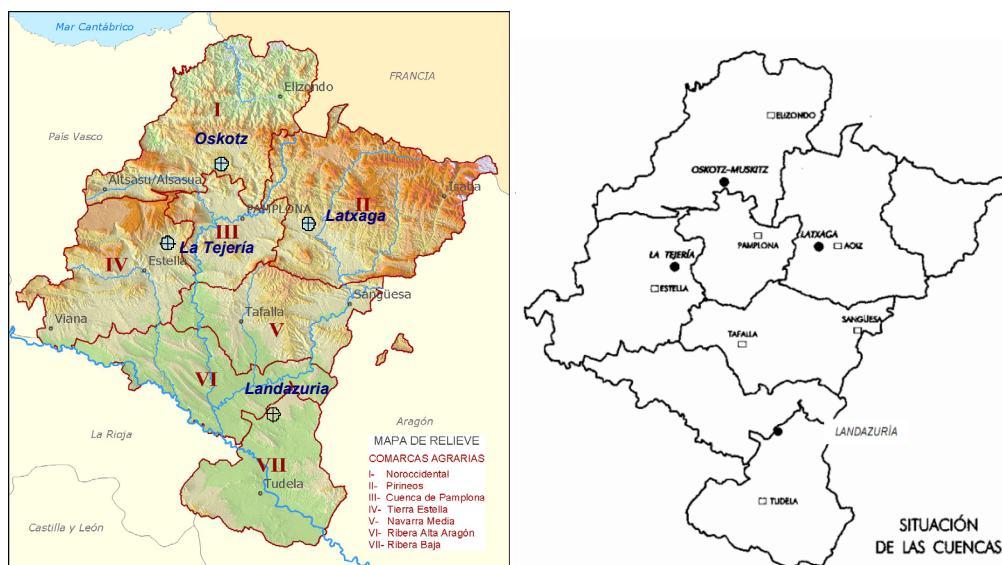 Mar Cantábrico
FRANCIA
Elizondo
I
País Vasco
Oskotz
Altsasu/Alsasua
Isaba
II
PAMPLONA
Latxaga
III
La Tejería
IV
Estella
Sangüesa
Viana
Tafalla
V
VI
Landazuria
Aragón
La Rioja
MAPA DE RELIEVE
COMARCAS AGRARIAS
I- Noroccidental
II- Pirineos
III- Cuenca de Pamplona
IV- Tierra Estella
V- Navarra Media
VI- Ribera Alta Aragón
VII- Ribera Baja
VII
Tudela
Castilla y León
ELIZONDO
OSKOTZ-MUSKITZ
PAMPLONA
LATXAGA
AOIZ
LA TEJERÍA
ESTELLA
SANGÜESA
TAFALLA
LANDAZURÍA
TUDELA
SITUACIÓN
DE LAS CUENCAS